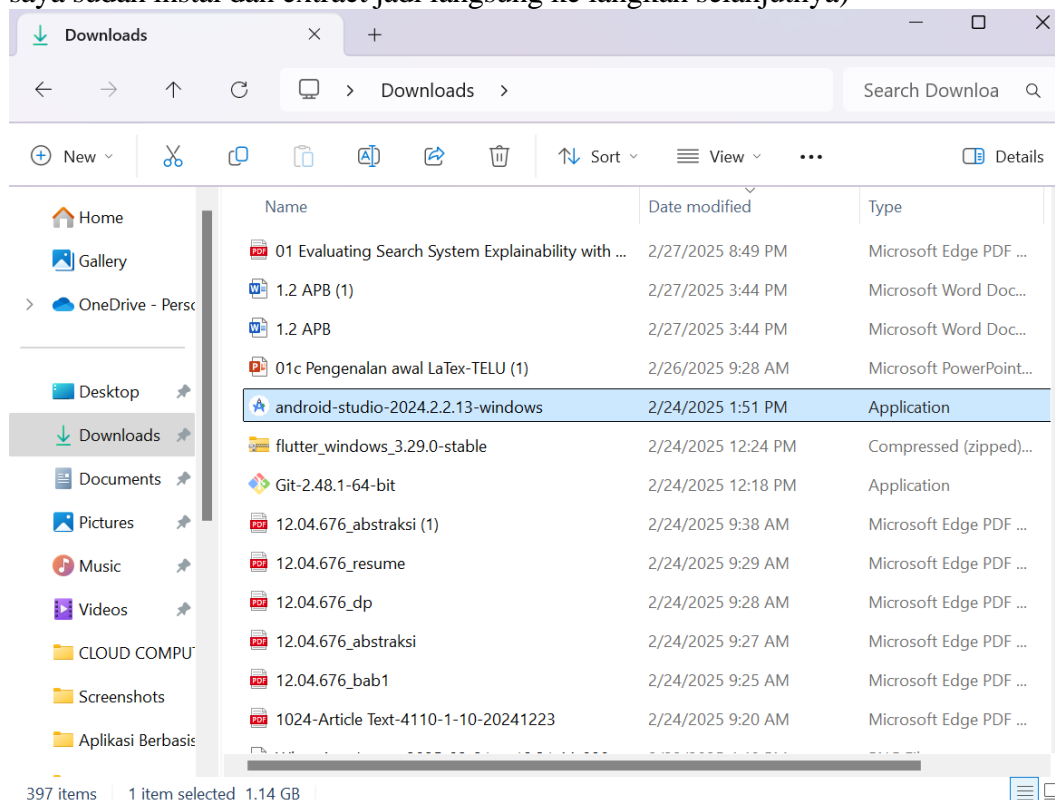 saya sudah instal dan extract jadi langsung ke langkah selanjutnya)
Downloads
Downloads
Search Downloa
New
Sort
View
Details
Name
Date modified
Type
Home
Gallery
OneDrive - Perso
Desktop
Downloads
Documents
Pictures
Music
Videos
CLOUD COMPUT
Screenshots
Aplikasi Berbasis
01 Evaluating Search System Explainability with ... 2/27/2025 8:49 PM Microsoft Edge PDF ...
1.2 APB (1) 2/27/2025 3:44 PM Microsoft Word Doc...
1.2 APB 2/27/2025 3:44 PM Microsoft Word Doc...
01c Pengenalan awal LaTex-TELU (1) 2/26/2025 9:28 AM Microsoft PowerPoint...
android-studio-2024.2.2.13-windows 2/24/2025 1:51 PM Application
flutter_windows_3.29.0-stable 2/24/2025 12:24 PM Compressed (zipped)...
Git-2.48.1-64-bit 2/24/2025 12:18 PM Application
12.04.676_abstraksi (1) 2/24/2025 9:38 AM Microsoft Edge PDF ...
12.04.676_resume 2/24/2025 9:29 AM Microsoft Edge PDF ...
12.04.676_dp 2/24/2025 9:28 AM Microsoft Edge PDF ...
12.04.676_abstraksi 2/24/2025 9:27 AM Microsoft Edge PDF ...
12.04.676_bab1 2/24/2025 9:25 AM Microsoft Edge PDF ...
1024-Article Text-4110-1-10-20241223 2/24/2025 9:20 AM Microsoft Edge PDF ...
397 items 1 item selected 1.14 GB